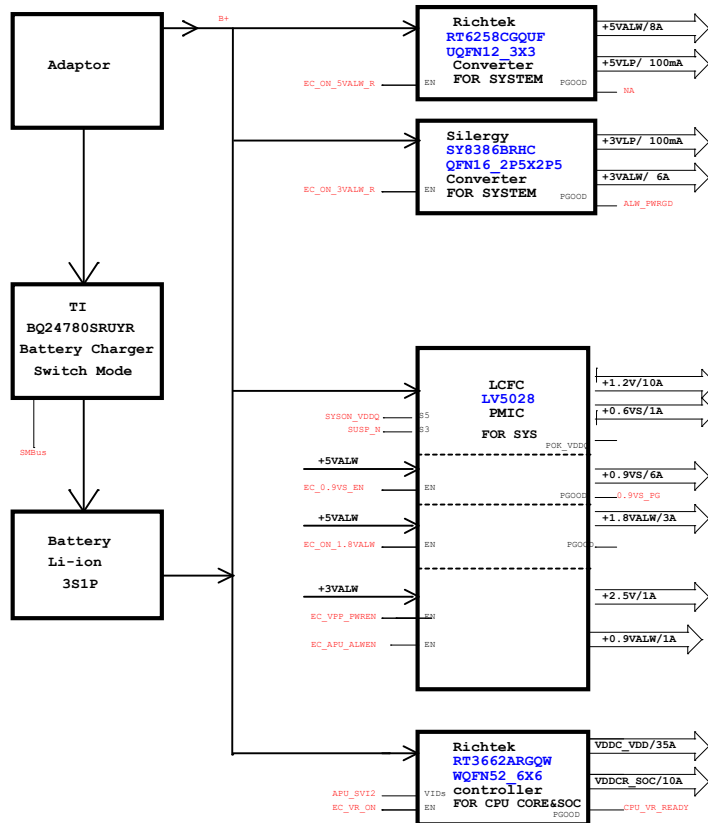 B+
Adaptor
Richtek
RT6258CGQUF
UQFN12_3X3
Converter
FOR SYSTEM
EC_ON_5VALW_R
EN
PGOOD
+5VALW/8A
+5VLP/ 100mA
NA
Silergy
SY8386BRHC
QFN16_2P5X2P5
Converter
FOR SYSTEM
EC_ON_3VALW_R
EN
PGOOD
+3VLP/ 100mA
+3VALW/ 6A
ALW_PWRGD
TI
BQ24780SRUYR
Battery Charger
Switch Mode
SMBus
Battery
Li-ion
3S1P
LCFC
LV5028
PMIC
FOR SYS
SYSON_VDDQ
S5
SUSP_N
S3
POK_VDDQ
+1.2V/10A
+0.6VS/1A
+5VALW
EC_0.9VS_EN
EN
PGOOD
+0.9VS/6A
0.9VS_PG
+5VALW
EC_ON_1.8VALW
EN
PGOOD
+1.8VALW/3A
+3VALW
EC_VPP_PWREN
EN
+2.5V/1A
EC_APU_ALWEN
EN
+0.9VALW/1A
Richtek
RT3662ARGQW
WQFN52_6X6
controller
FOR CPU CORE&SOC
APU_SVI2
VIDs
EC_VR_ON
EN
PGOOD
VDDC_VDD/35A
VDDCR_SOC/10A
CPU_VR_READY